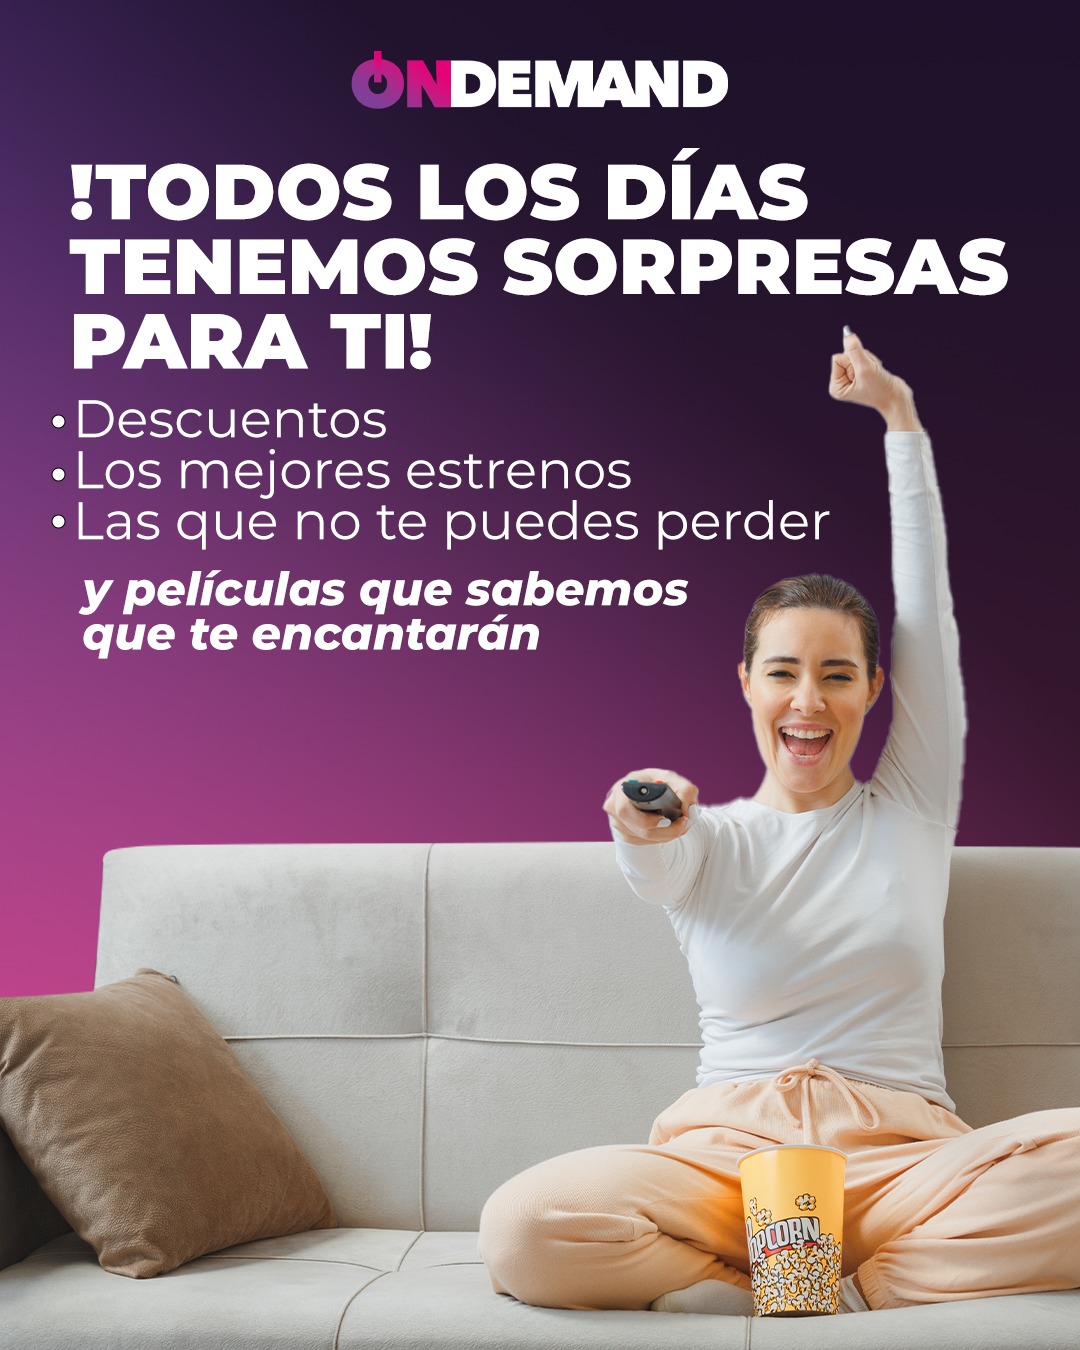 ONDEMAND
!TODOS LOS DÍAS
TENEMOS SORPRESAS
PARA TI!
• Descuentos
• Los mejores estrenos
• Las que no te puedes perder
y películas que sabemos
que te encantarán
POPCORN